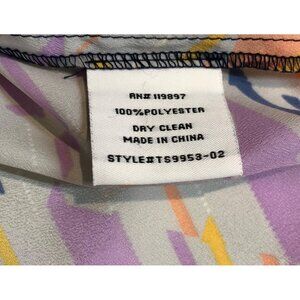 RN# 119897
100%POLYESTER
DRY CLEAN
MADE IN CHINA
STYLE#TS9953-02